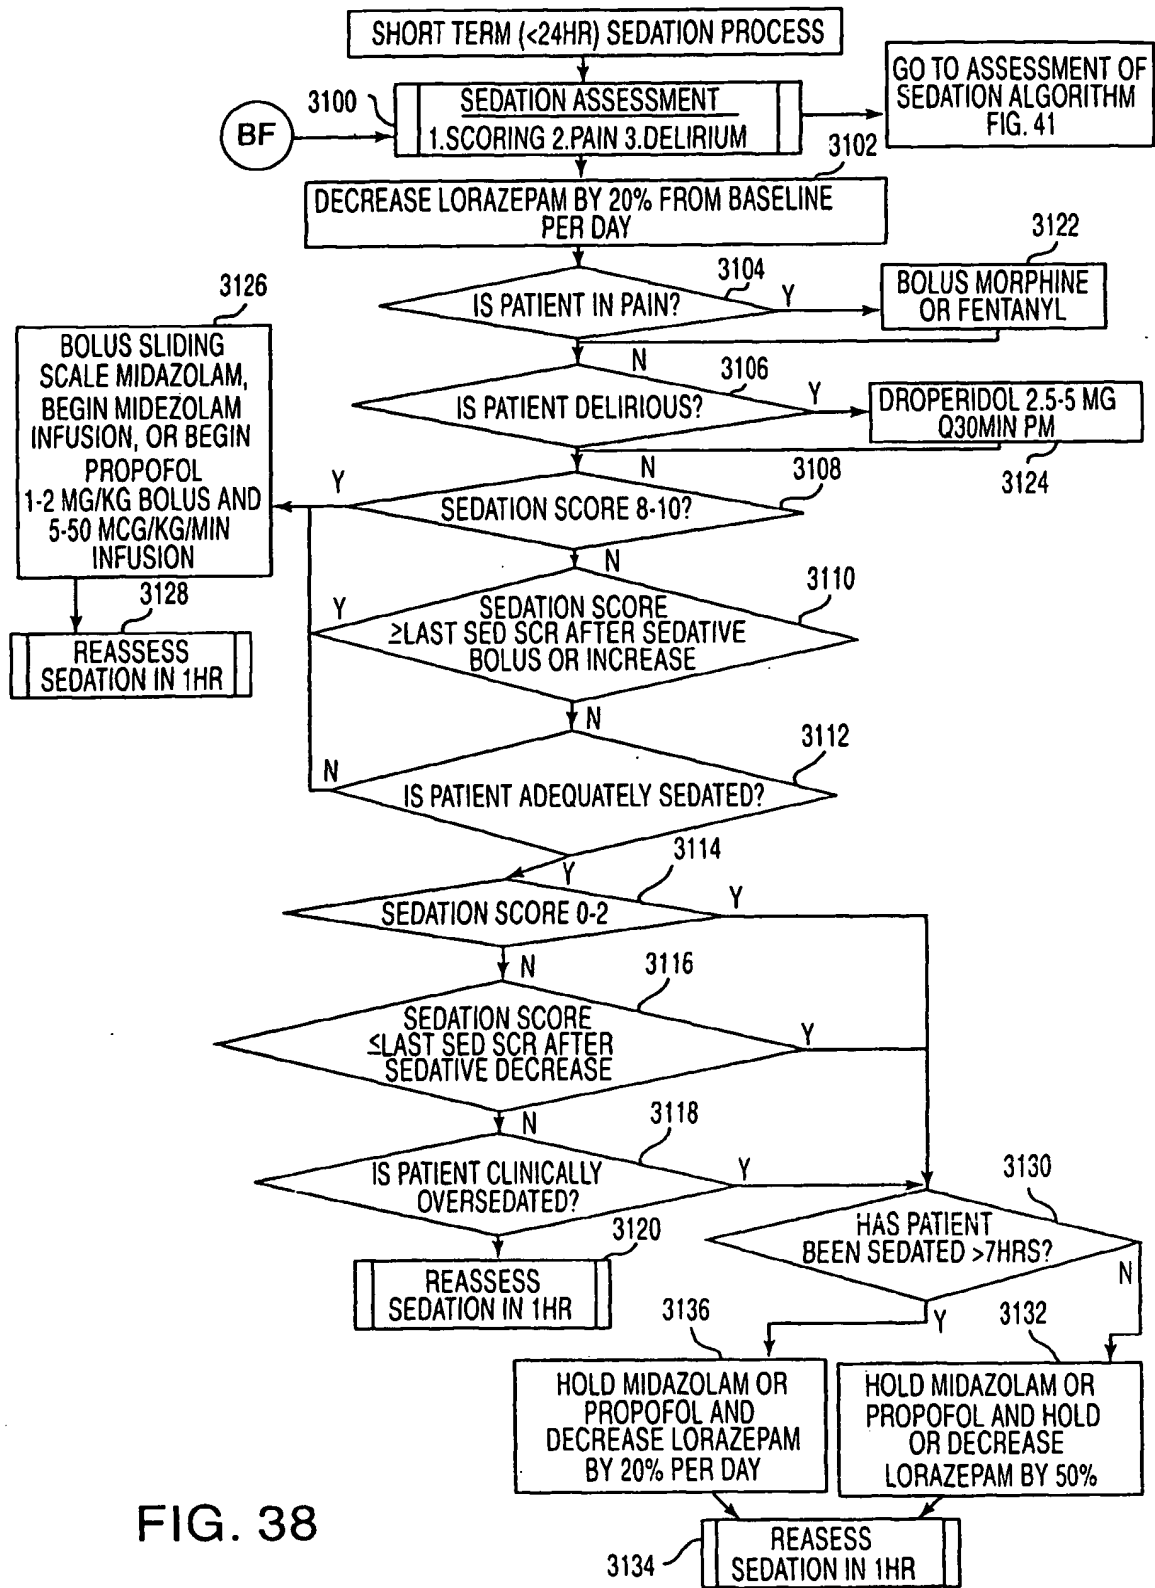 SHORT TERM (<24HR) SEDATION PROCESS
3100
SEDATION ASSESSMENT
1.SCORING 2.PAIN 3.DELIRIUM
GO TO ASSESSMENT OF
SEDATION ALGORITHM
FIG. 41
BF
3102
DECREASE LORAZEPAM BY 20% FROM BASELINE
PER DAY
3104
IS PATIENT IN PAIN?
Y
3122
BOLUS MORPHINE
OR FENTANYL
N
3106
IS PATIENT DELIRIOUS?
Y
DROPERIDOL 2.5-5 MG
Q30MIN PM
3124
N
3126
BOLUS SLIDING
SCALE MIDAZOLAM,
BEGIN MIDEZOLAM
INFUSION, OR BEGIN
PROPOFOL
1-2 MG/KG BOLUS AND
5-50 MCG/KG/MIN
INFUSION
3128
REASSESS
SEDATION IN 1HR
Y
3108
SEDATION SCORE 8-10?
N
3110
Y
SEDATION SCORE
≥LAST SED SCR AFTER SEDATIVE
BOLUS OR INCREASE
N
3112
N
IS PATIENT ADEQUATELY SEDATED?
Y
3114
SEDATION SCORE 0-2
Y
N
3116
SEDATION SCORE
≤LAST SED SCR AFTER
SEDATIVE DECREASE
Y
N
3118
IS PATIENT CLINICALLY
OVERSEDATED?
Y
3120
REASSESS
SEDATION IN 1HR
3130
HAS PATIENT
BEEN SEDATED >7HRS?
N
Y
3136
HOLD MIDAZOLAM OR
PROPOFOL AND
DECREASE LORAZEPAM
BY 20% PER DAY
3132
HOLD MIDAZOLAM OR
PROPOFOL AND HOLD
OR DECREASE
LORAZEPAM BY 50%
3134
REASESS
SEDATION IN 1HR
FIG. 38